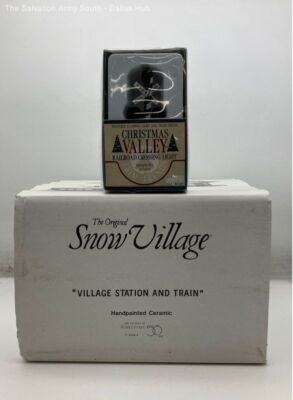 The Salvation Army South - Dallas Hub
CHRISTMAS
VALLEY
RAILROAD CROSSING LIGHT
The Original
Snow Village
"VILLAGE STATION AND TRAIN"
Handpainted Ceramic